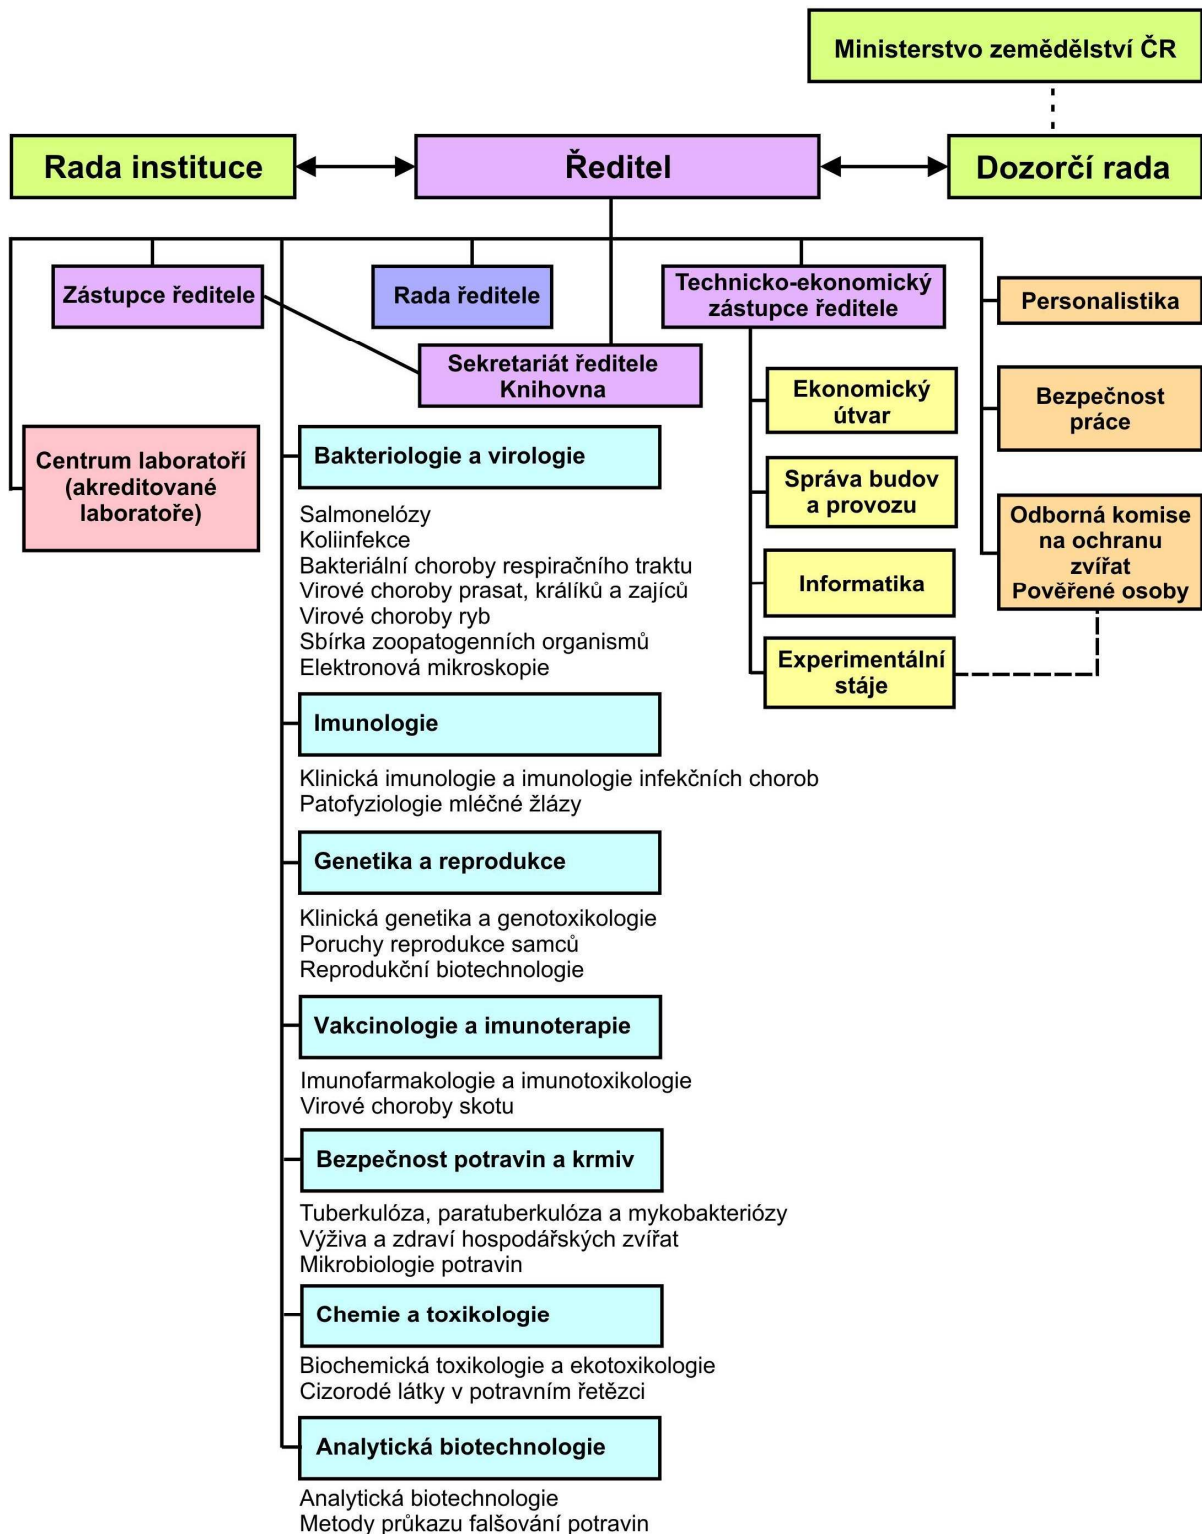 Ministerstvo zemědělství ČR
Rada instituce
Ředitel
Dozorčí rada
Zástupce ředitele
Rada ředitele
Technicko-ekonomický
zástupce ředitele
Personalistika
Sekretariát ředitele
Knihovna
Ekonomický
útvar
Bezpečnost
práce
Centrum laboratoří
(akreditované
laboratoře)
Správa budov
a provozu
Odborná komise
na ochranu
zvířat
Pověřené osoby
Informatika
Experimentální
stáje
Bakteriologie a virologie
Salmonelózy
Koliinfekce
Bakteriální choroby respiračního traktu
Virové choroby prasat, králíků a zajíců
Virové choroby ryb
Sbírka zoopatogenních organismů
Elektronová mikroskopie
Imunologie
Klinická imunologie a imunologie infekčních chorob
Patofyziologie mléčné žlázy
Genetika a reprodukce
Klinická genetika a genotoxikologie
Poruchy reprodukce samců
Reprodukční biotechnologie
Vakcinologie a imunoterapie
Imunofarmakologie a imunotoxikologie
Virové choroby skotu
Bezpečnost potravin a krmiv
Tuberkulóza, paratuberkulóza a mykobakteriózy
Výživa a zdraví hospodářských zvířat
Mikrobiologie potravin
Chemie a toxikologie
Biochemická toxikologie a ekotoxikologie
Cizorodé látky v potravním řetězci
Analytická biotechnologie
Analytická biotechnologie
Metody průkazu falšování potravin